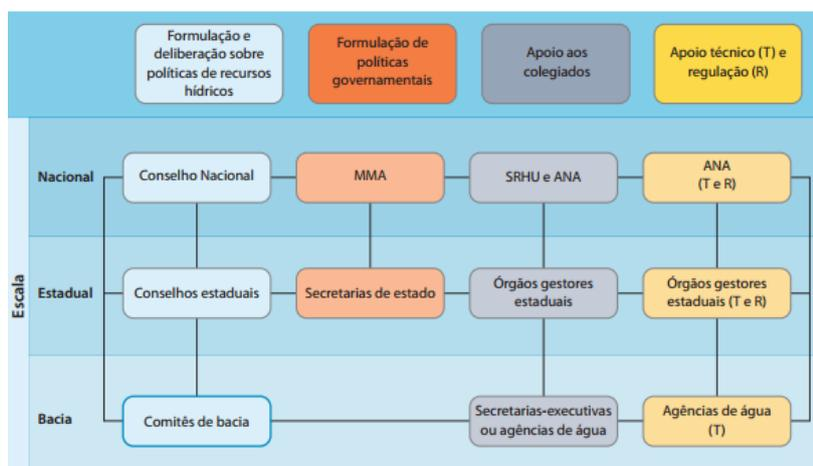 Formulação e
deliberação sobre
políticas de recursos
hídricos
Formulação de
políticas
governamentais
Apoio aos
colegiados
Apoio técnico (T) e
regulação (R)
Escala
Nacional
Conselho Nacional
MMA
SRHU e ANA
ANA
(T e R)
Estadual
Conselhos estaduais
Secretarias de estado
Órgãos gestores
estaduais
Órgãos gestores
estaduais (T e R)
Bacia
Comitês de bacia
Secretarias-executivas
ou agências de água
Agências de água
(T)